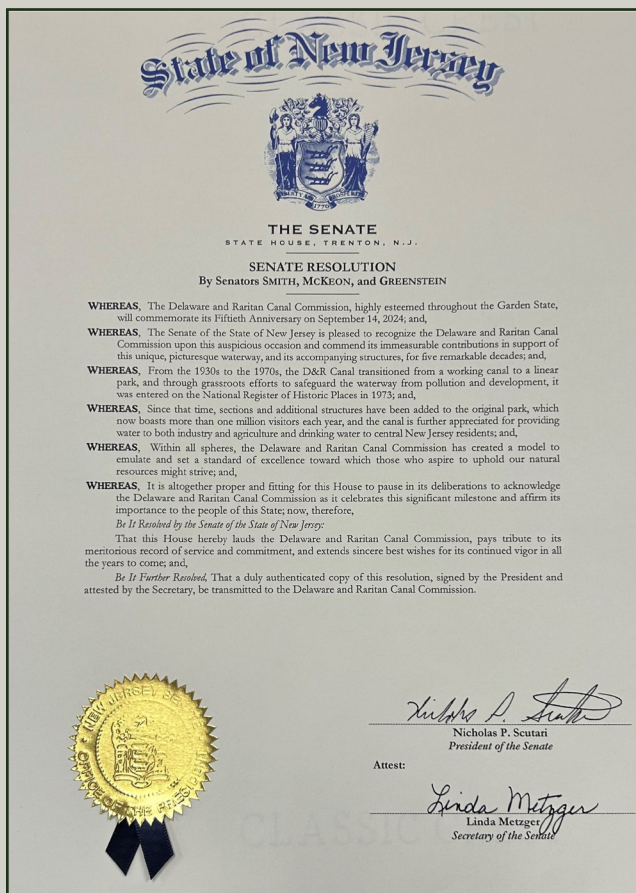 State of New Jersey
LIBERTY AND PROSPERITY
1776
THE SENATE
STATE HOUSE, TRENTON, N.J.
SENATE RESOLUTION
By Senators SMITH, MCKEON, and GREENSTEIN
WHEREAS, The Delaware and Raritan Canal Commission, highly esteemed throughout the Garden State,
will commemorate its Fiftieth Anniversary on September 14, 2024; and,
WHEREAS, The Senate of the State of New Jersey is pleased to recognize the Delaware and Raritan Canal
Commission upon this auspicious occasion and commend its immeasurable contributions in support of
this unique, picturesque waterway, and its accompanying structures, for five remarkable decades; and,
WHEREAS, From the 1930s to the 1970s, the D&R Canal transitioned from a working canal to a linear
park, and through grassroots efforts to safeguard the waterway from pollution and development, it
was entered on the National Register of Historic Places in 1973; and,
WHEREAS, Since that time, sections and additional structures have been added to the original park, which
now boasts more than one million visitors each year, and the canal is further appreciated for providing
water to both industry and agriculture and drinking water to central New Jersey residents; and,
WHEREAS, Within all spheres, the Delaware and Raritan Canal Commission has created a model to
emulate and set a standard of excellence toward which those who aspire to uphold our natural
resources might strive; and,
WHEREAS, It is altogether proper and fitting for this House to pause in its deliberations to acknowledge
the Delaware and Raritan Canal Commission as it celebrates this significant milestone and affirm its
importance to the people of this State; now, therefore,
Be It Resolved by the Senate of the State of New Jersey:
That this House hereby lauds the Delaware and Raritan Canal Commission, pays tribute to its
meritorious record of service and commitment, and extends sincere best wishes for its continued vigor in all
the years to come; and,
Be It Further Resolved, That a duly authenticated copy of this resolution, signed by the President and
attested by the Secretary, be transmitted to the Delaware and Raritan Canal Commission.
NEW JERSEY SENATE
OFFICE OF THE PRESIDENT
Nicholas P. Scutari
Nicholas P. Scutari
President of the Senate
Attest:
Linda Metzger
Linda Metzger
Secretary of the Senate
CLASSIC